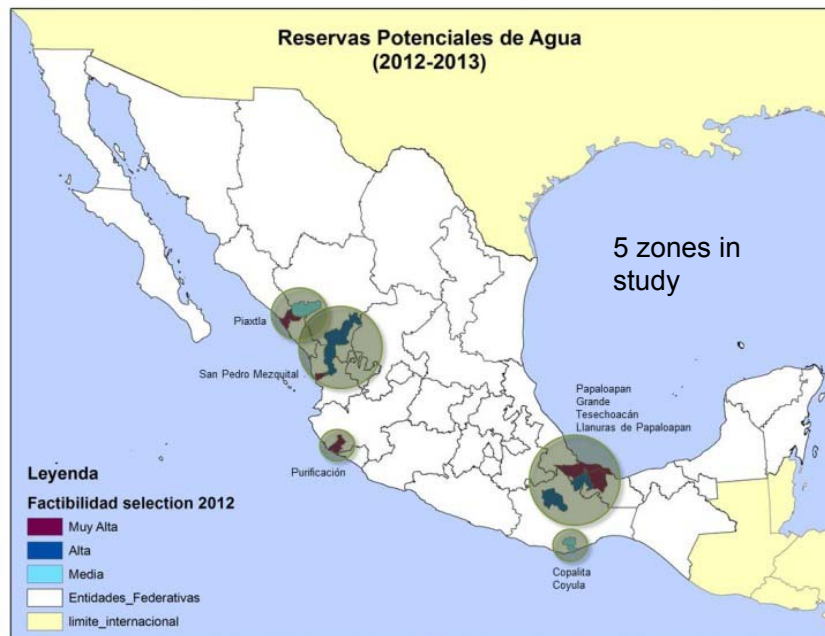 Reservas Potenciales de Agua
(2012-2013)
5 zones in
study
Piaxtla
San Pedro Mezquital
Purificación
Papaloapan
Grande
Tesechoacán
Llanuras de Papaloapan
Copalita
Coyula
Leyenda
Factibilidad selection 2012
Muy Alta
Alta
Media
Entidades_Federativas
limite_internacional